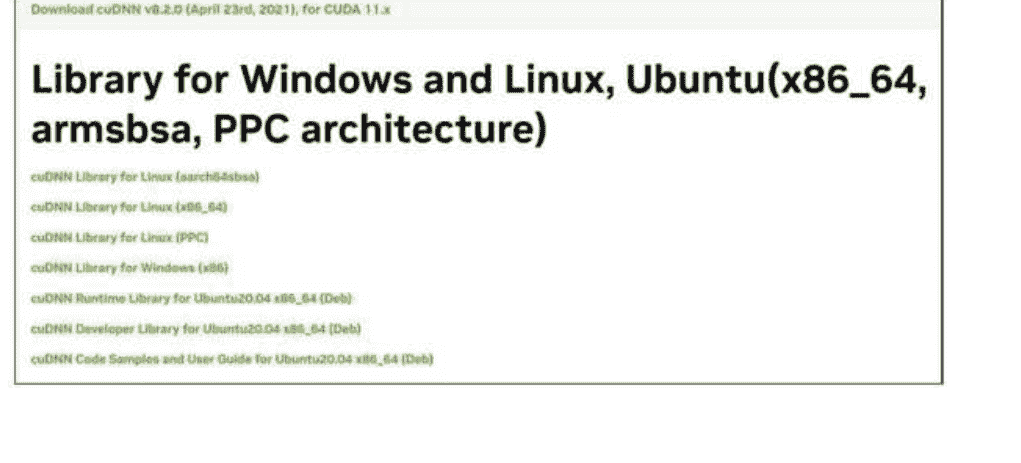 Download cuDNN v8.2.0 (April 23rd, 2021), for CUDA 11.x
Library for Windows and Linux, Ubuntu(x86_64,
armsbsa, PPC architecture)
cuDNN Library for Linux (aarch64sbsa)
cuDNN Library for Linux (x86_64)
cuDNN Library for Linux (PPC)
cuDNN Library for Windows (x86)
cuDNN Runtime Library for Ubuntu20.04 x86_64 (Deb)
cuDNN Developer Library for Ubuntu20.04 x86_64 (Deb)
cuDNN Code Samples and User Guide for Ubuntu20.04 x86_64 (Deb)